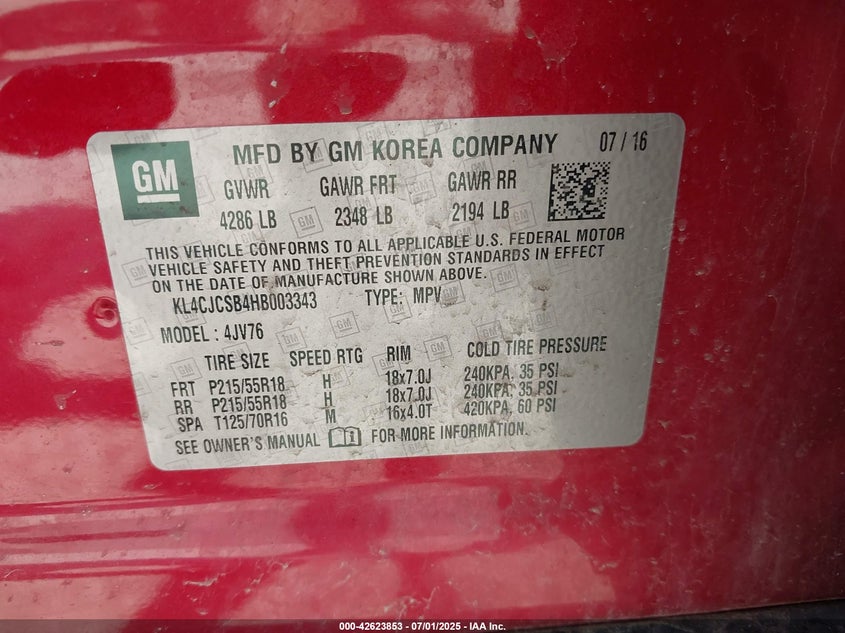 GM MFD BY GM KOREA COMPANY 07 / 16
GVWR GAWR FRT GAWR RR
4286 LB 2348 LB 2194 LB
THIS VEHICLE CONFORMS TO ALL APPLICABLE U.S. FEDERAL MOTOR
VEHICLE SAFETY AND THEFT PREVENTION STANDARDS IN EFFECT
ON THE DATE OF MANUFACTURE SHOWN ABOVE.
KL4CJCSB4HB003343 TYPE: MPV
MODEL: 4JV76
TIRE SIZE SPEED RTG RIM COLD TIRE PRESSURE
FRT P215/55R18 H 18x7.0J 240KPA, 35 PSI
RR P215/55R18 H 18x7.0J 240KPA, 35 PSI
SPA T125/70R16 M 16x4.0T 420KPA, 60 PSI
SEE OWNER'S MANUAL FOR MORE INFORMATION.
000-42623853 - 07/01/2025 - IAA Inc.